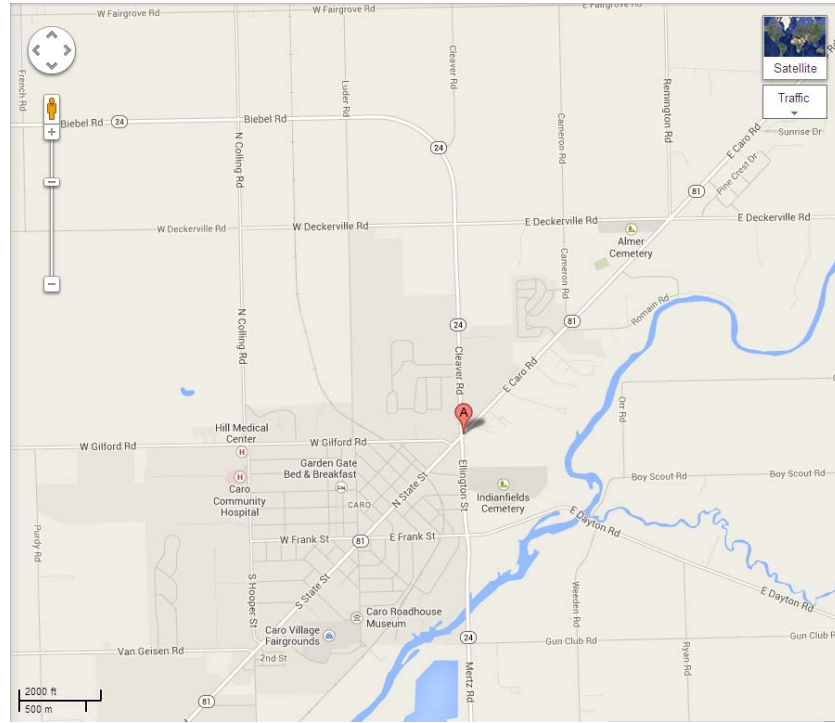 W Fairgrove Rd
W Fairgrove Rd
E Fairgrove Rd
French Rd
Luder Rd
Cleaver Rd
Satellite
Traffic
Biebel Rd
24
Biebel Rd
N Colling Rd
24
Cameron Rd
Remington Rd
E Caro Rd
Sunrise Dr
Pine Crest Dr
81
W Deckerville Rd
W Deckerville Rd
E Deckerville Rd
E Deckerville Rd
Almer
Cemetery
Cameron Rd
Romain Rd
N Colling Rd
24
81
Cleaver Rd
E Caro Rd
A
Orr Rd
Hill Medical
Center
H
W Gilford Rd
W Gilford Rd
Garden Gate
Bed & Breakfast
H
Caro
Community
Hospital
CARO
N State St
Ellington St
Indianfields
Cemetery
Boy Scout Rd
Boy Scout Rd
Purdy Rd
W Frank St
81
E Frank St
E Dayton Rd
S Hooper St
S State St
Weeden Rd
E Dayton Rd
Caro Roadhouse
Museum
Caro Village
Fairgrounds
24
Gun Club Rd
Gun Club Rd
Van Geisen Rd
2nd St
Mertz Rd
Ryan Rd
81
2000 ft
500 m